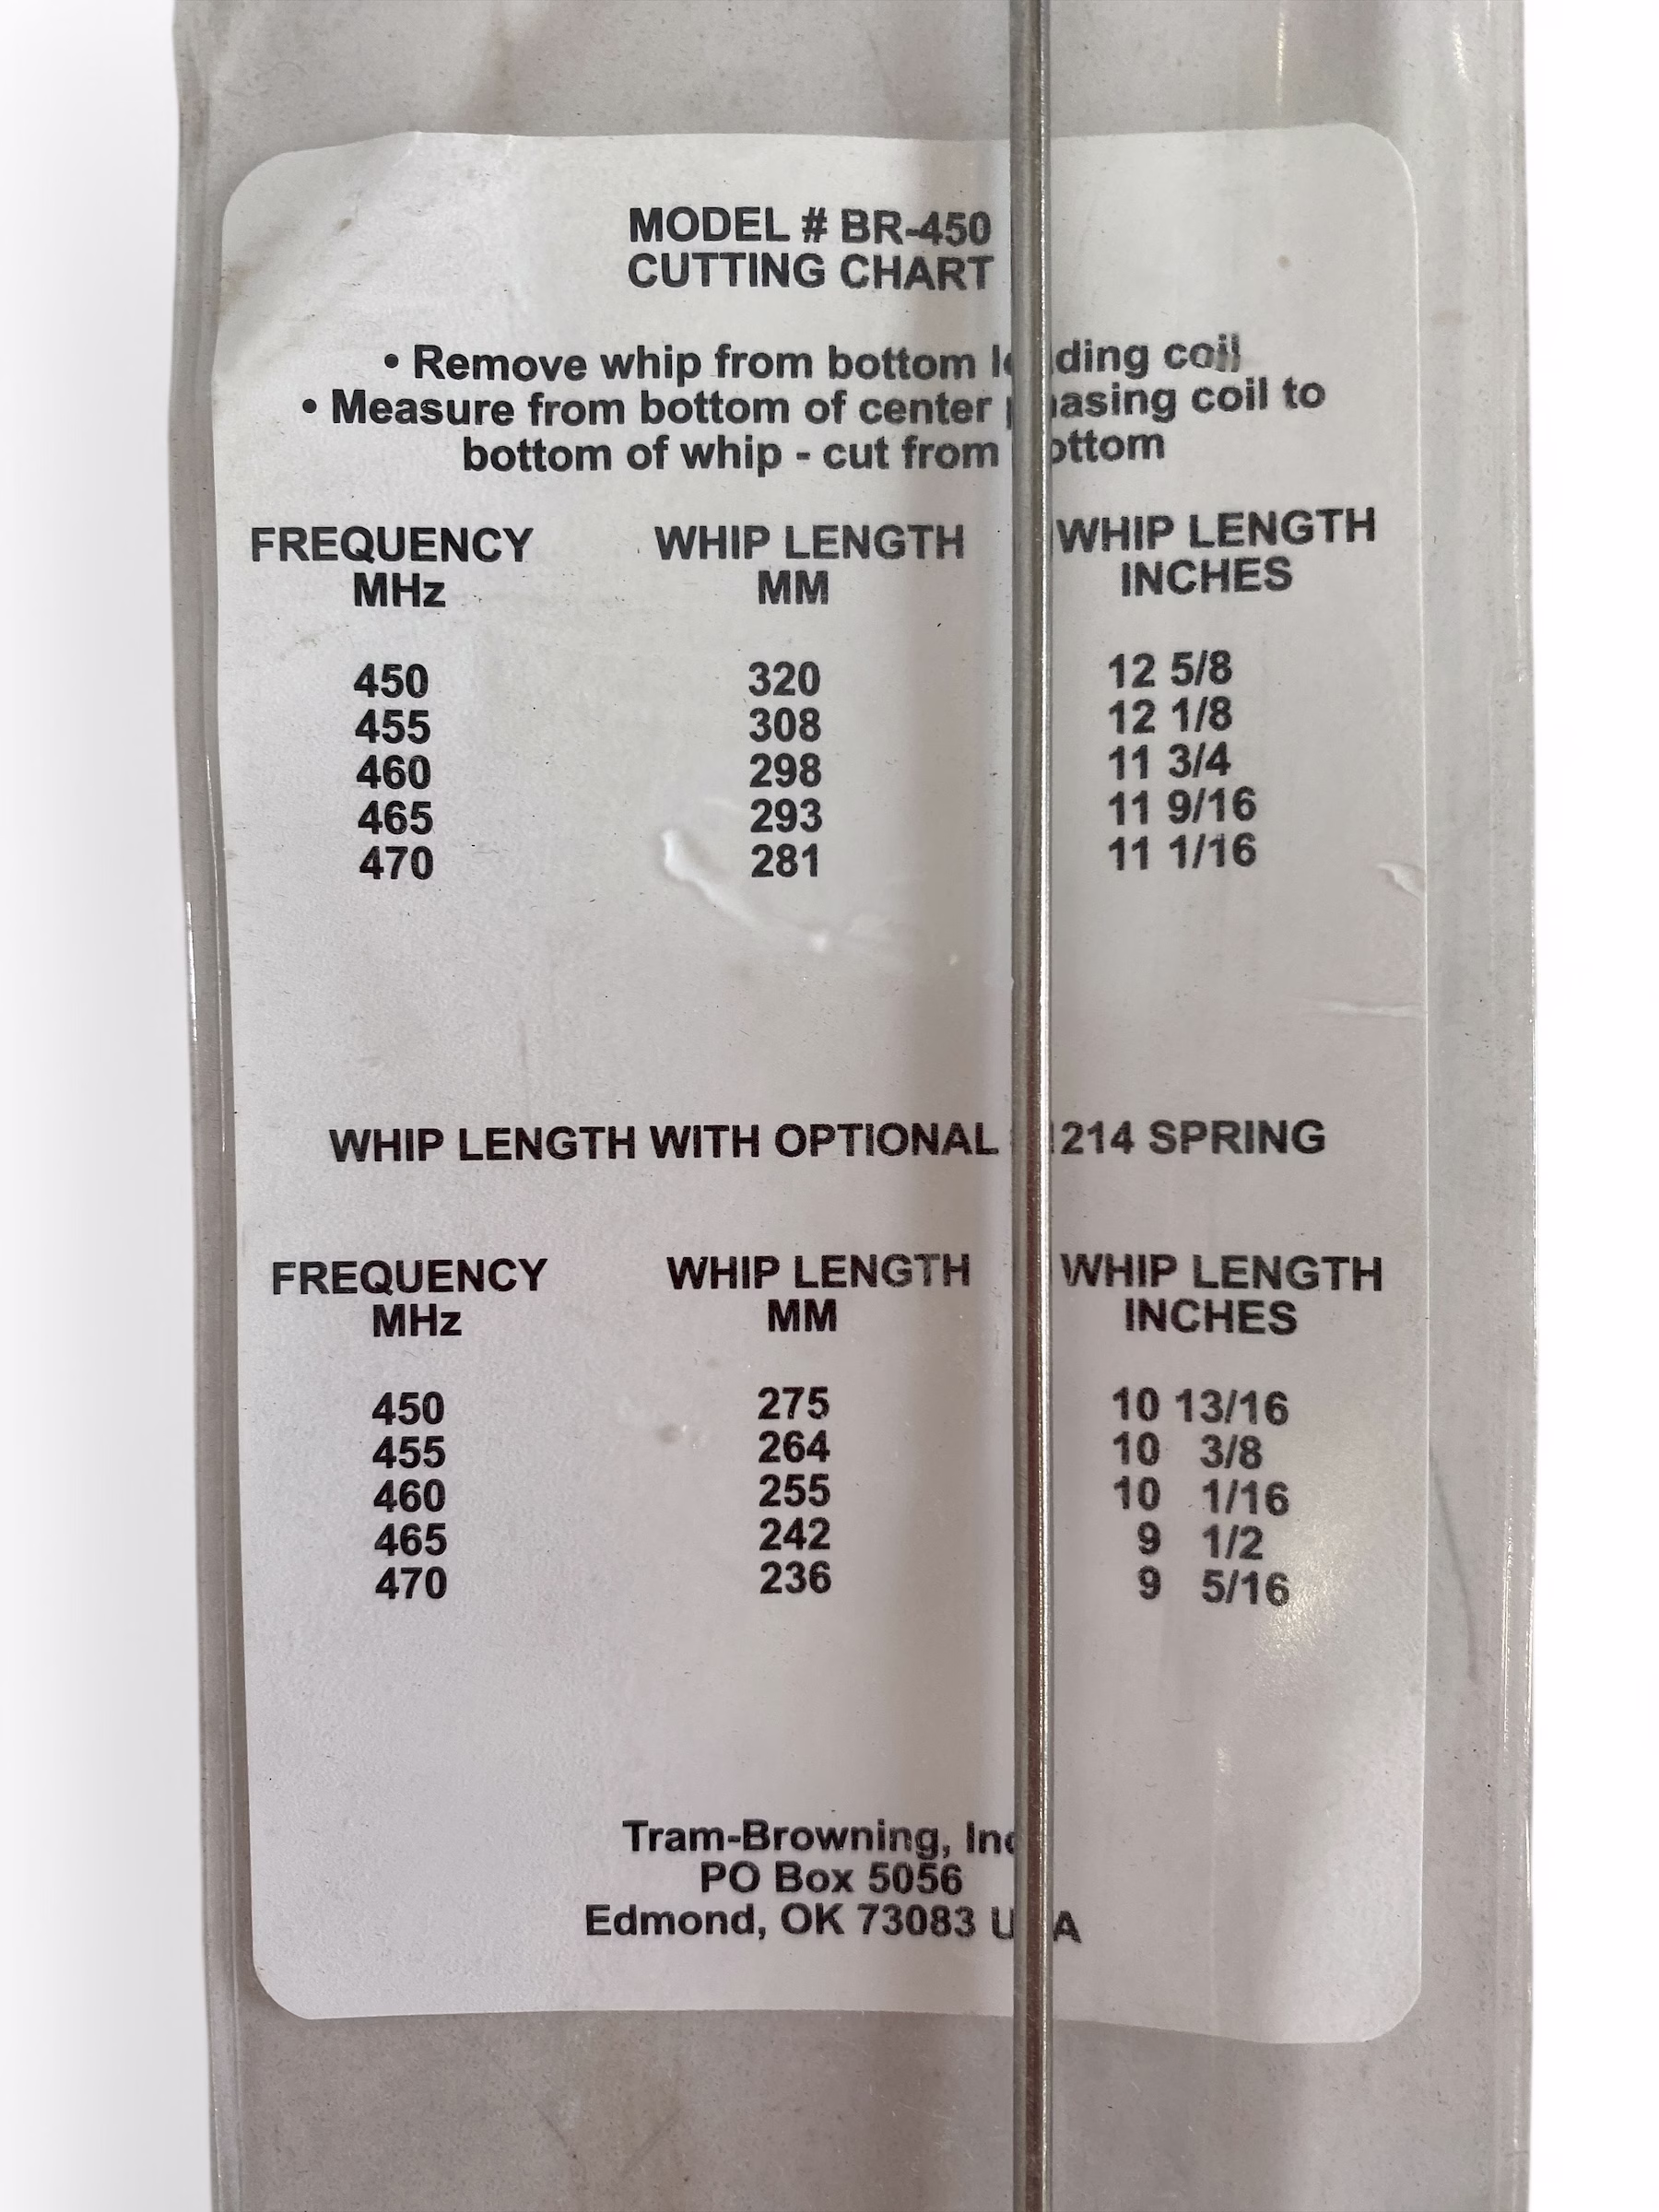 MODEL # BR-450
CUTTING CHART
• Remove whip from bottom coil
• Measure from bottom of center coil to
bottom of whip - cut from
FREQUENCY WHIP LENGTH WHIP LENGTH
MHz MM INCHES
450 320 12 5/8
455 308 12 1/8
460 298 11 3/4
465 293 11 9/16
470 281 11 1/16
WHIP LENGTH WITH OPTIONAL SPRING
FREQUENCY WHIP LENGTH WHIP LENGTH
MHz MM INCHES
450 275 10 13/16
455 264 10 3/8
460 255 10 1/16
465 242 9 1/2
470 236 9 5/16
Tram-Browning, Inc
PO Box 5056
Edmond, OK 73083